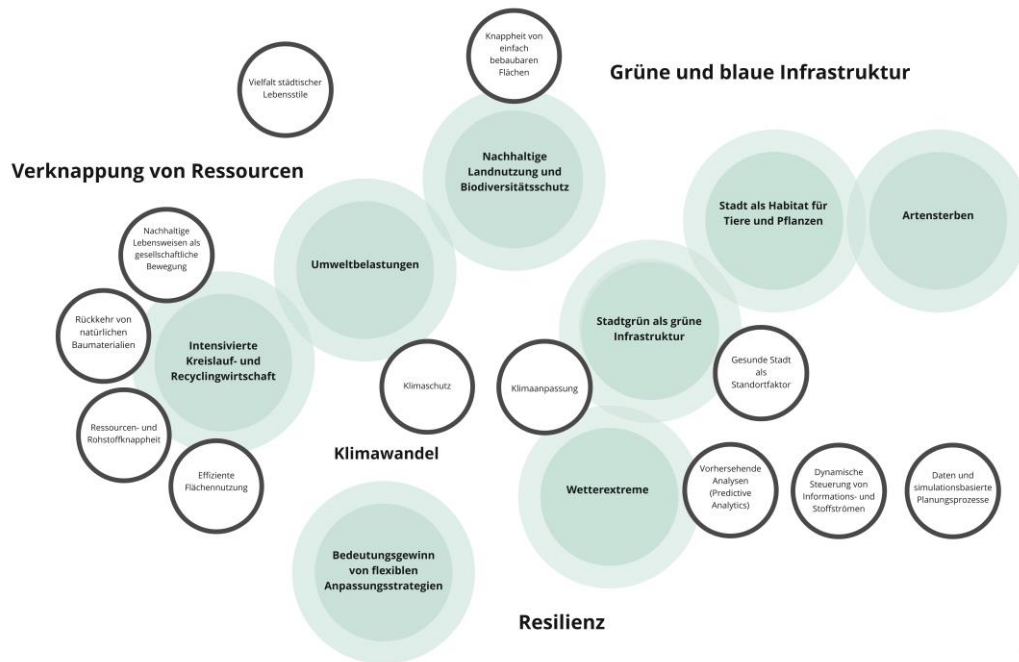 Knappheit von
einfach
bebaubaren
Flächen
Grüne und blaue Infrastruktur
Vielfalt städtischer
Lebensstile
Verknappung von Ressourcen
Nachhaltige
Landnutzung und
Biodiversitätsschutz
Stadt als Habitat für
Tiere und Pflanzen
Artensterben
Nachhaltige
Lebensweisen als
gesellschaftliche
Bewegung
Umweltbelastungen
Rückkehr von
natürlichen
Baumaterialien
Stadtgrün als grüne
Infrastruktur
Intensivierte
Kreislauf- und
Recyclingwirtschaft
Klimaschutz
Klimaanpassung
Gesunde Stadt
als
Standortfaktor
Ressourcen- und
Rohstoffknappheit
Klimawandel
Effiziente
Flächennutzung
Wetterextreme
Vorhersehende
Analysen
(Predictive
Analytics)
Dynamische
Steuerung von
Informations- und
Stoffströmen
Daten und
simulationsbasierte
Planungsprozesse
Bedeutungsgewinn
von flexiblen
Anpassungsstrategien
Resilienz